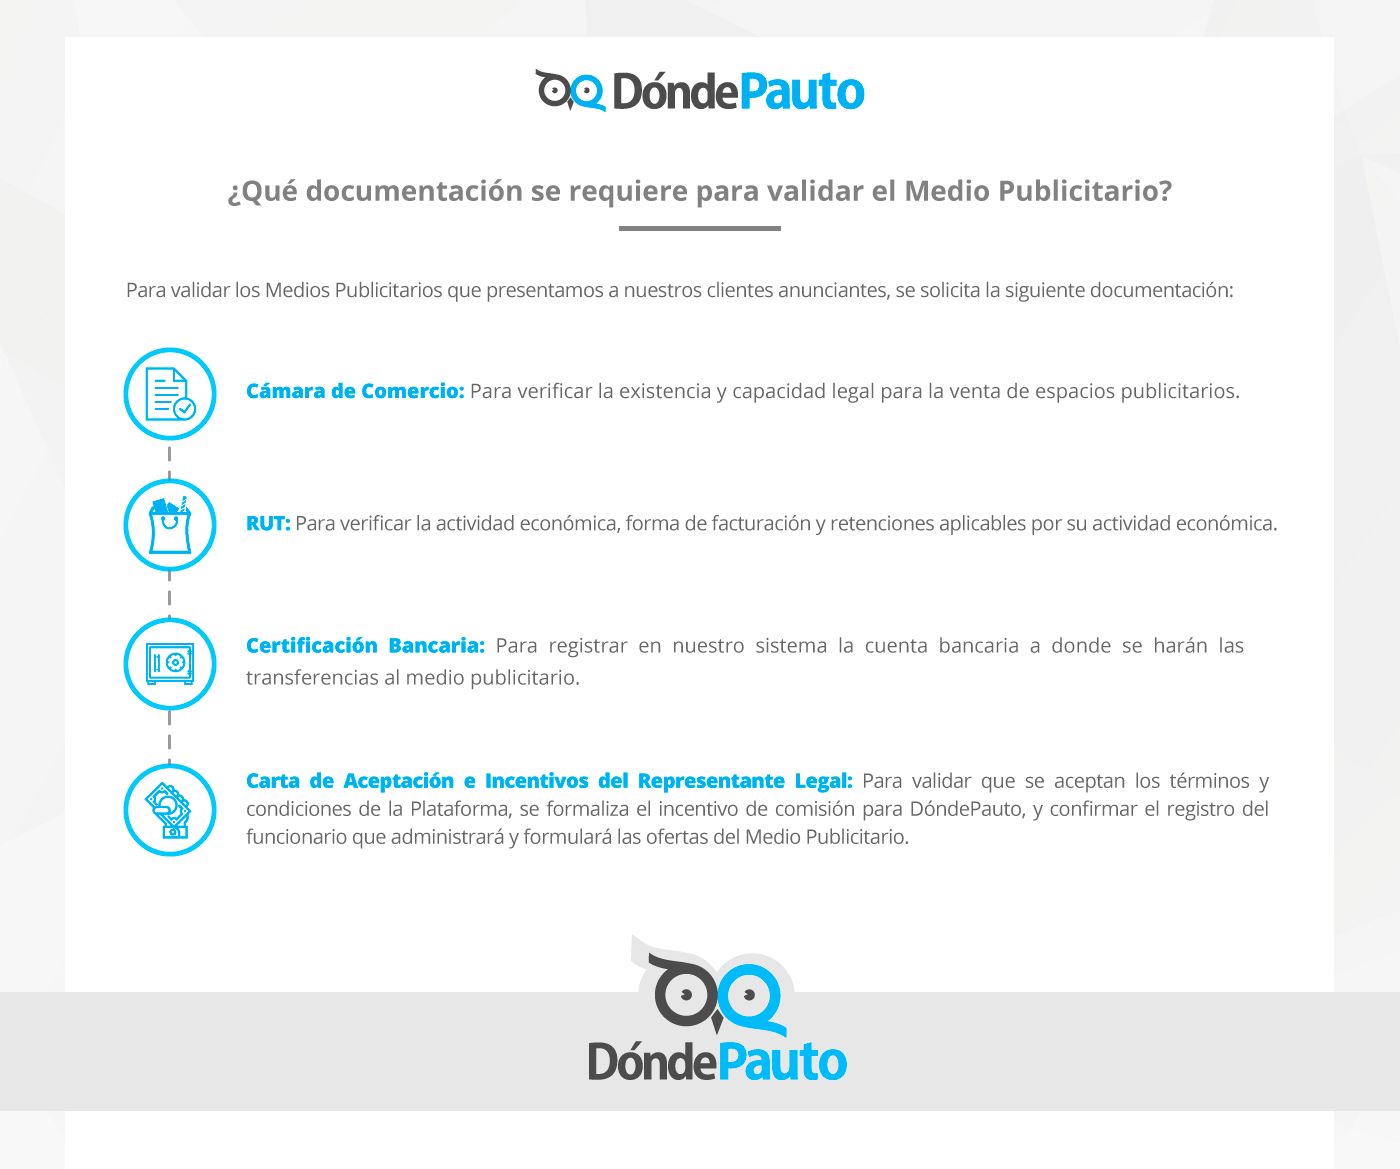 DóndePauto
¿Qué documentación se requiere para validar el Medio Publicitario?
Para validar los Medios Publicitarios que presentamos a nuestros clientes anunciantes, se solicita la siguiente documentación:
Cámara de Comercio: Para verificar la existencia y capacidad legal para la venta de espacios publicitarios.
RUT: Para verificar la actividad económica, forma de facturación y retenciones aplicables por su actividad económica.
Certificación Bancaria: Para registrar en nuestro sistema la cuenta bancaria a donde se harán las
transferencias al medio publicitario.
Carta de Aceptación e Incentivos del Representante Legal: Para validar que se aceptan los términos y
condiciones de la Plataforma, se formaliza el incentivo de comisión para DóndePauto, y confirmar el registro del
funcionario que administrará y formulará las ofertas del Medio Publicitario.
DóndePauto